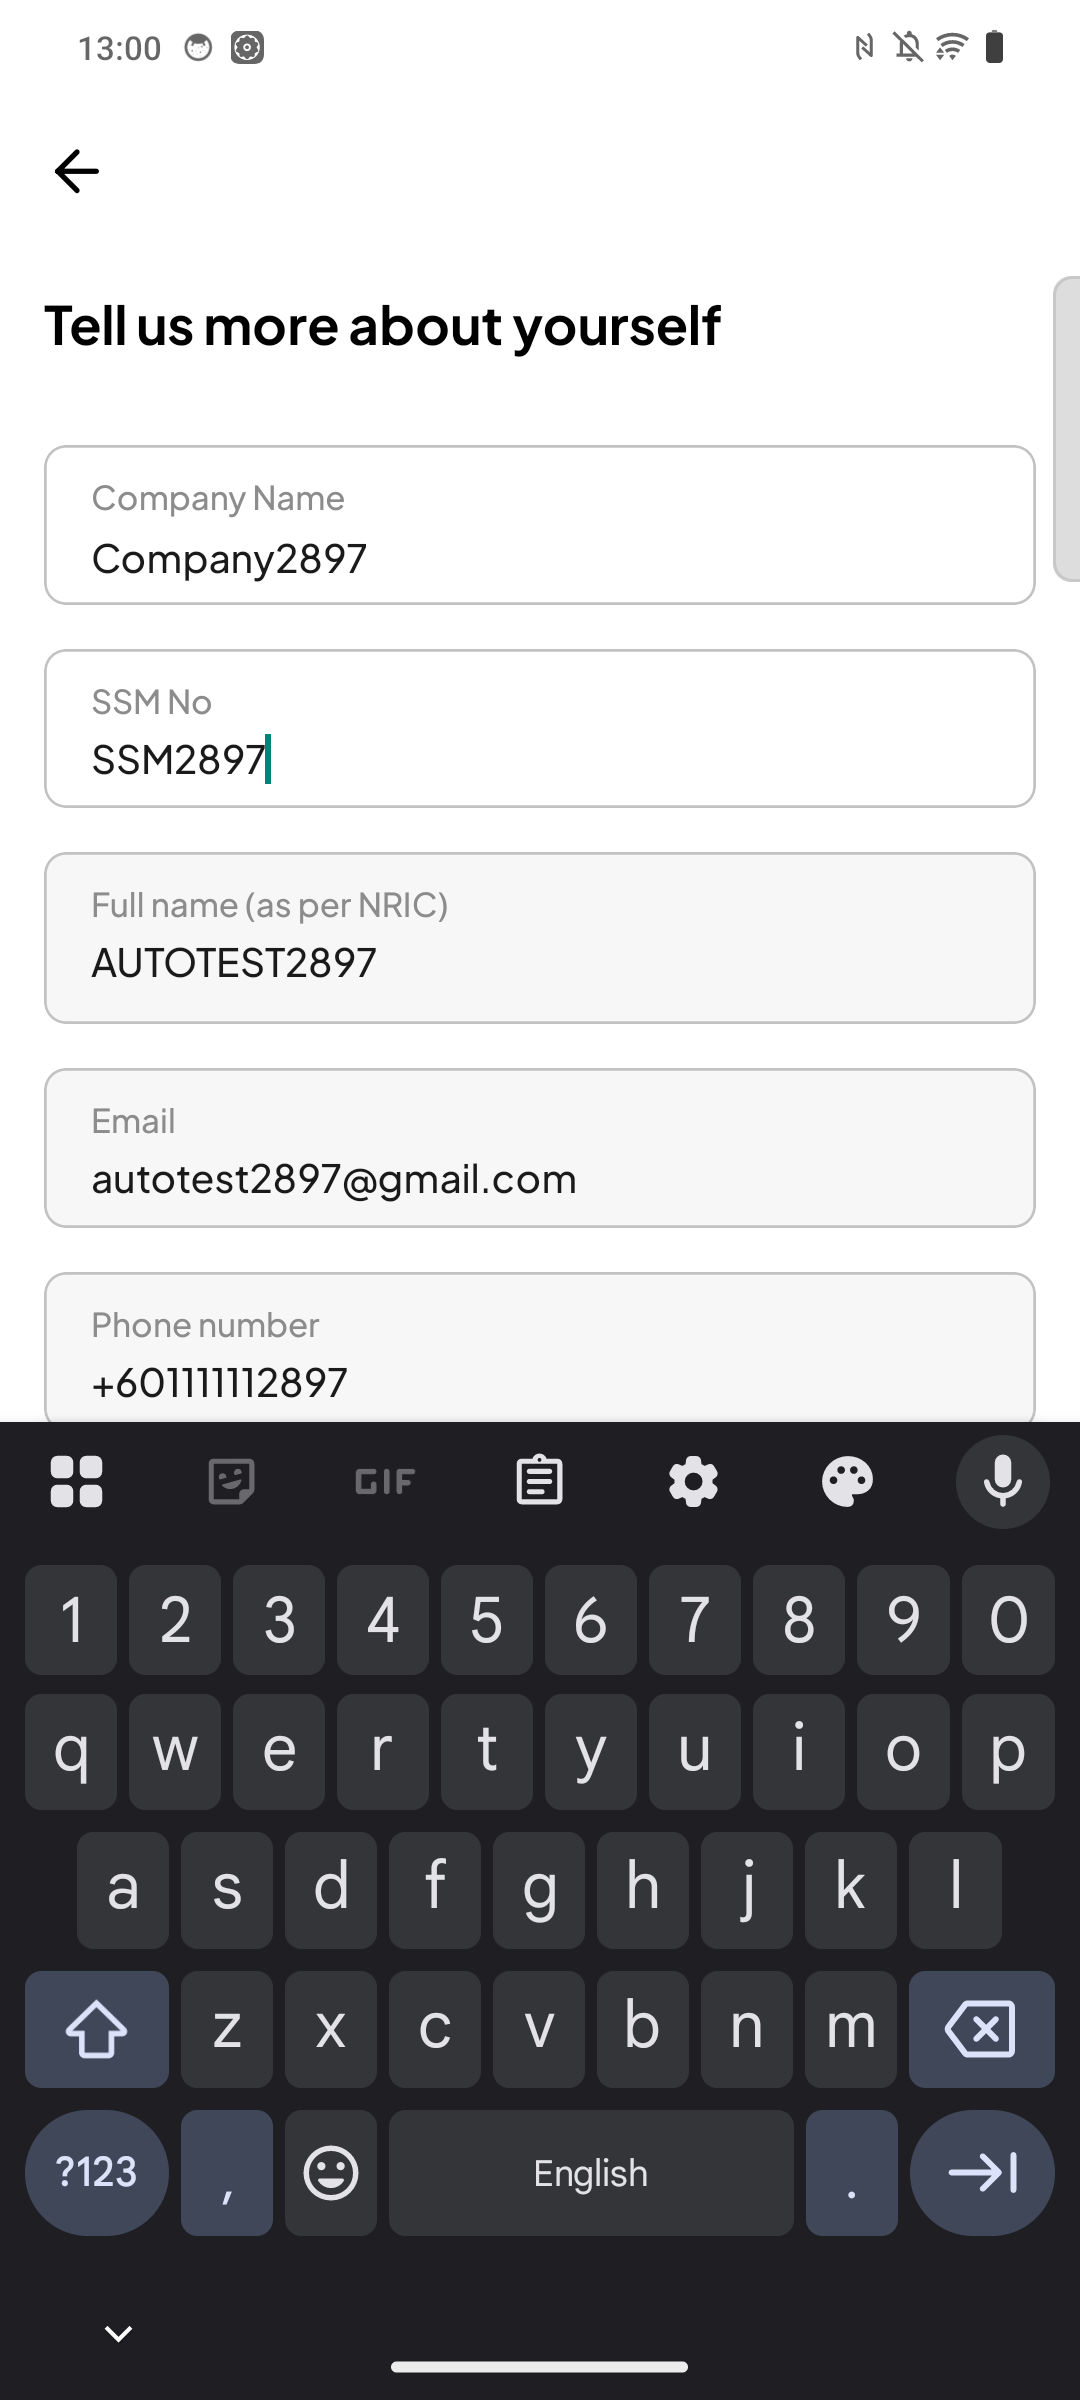 13:00
Tell us more about yourself
Company Name
Company2897
SSM No
SSM2897
Full name (as per NRIC)
AUTOTEST2897
Email
autotest2897@gmail.com
Phone number
+601111112897
GIF
1 2 3 4 5 6 7 8 9 0
q w e r t y u i o p
a s d f g h j k l
z x c v b n m
?123 , English .